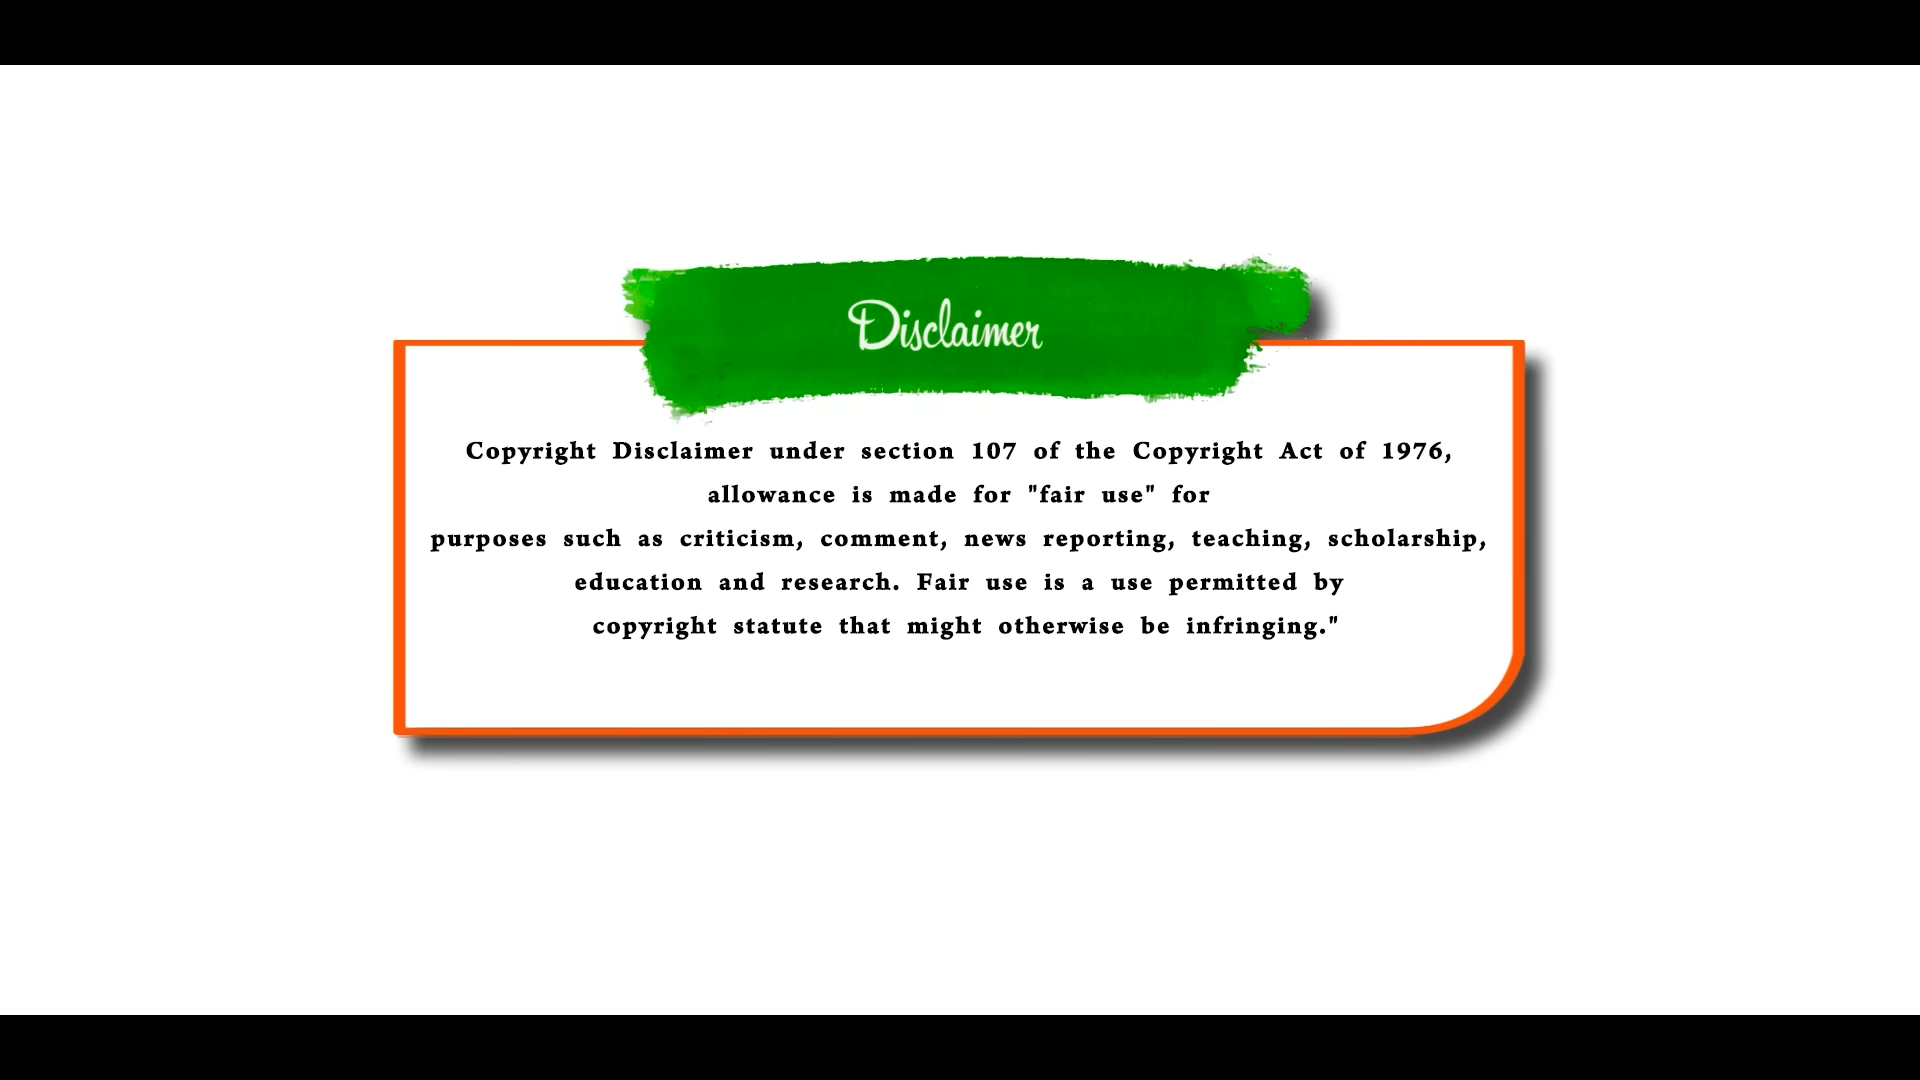 Disclaimer
Copyright Disclaimer under section 107 of the Copyright Act of 1976,
allowance is made for "fair use" for
purposes such as criticism, comment, news reporting, teaching, scholarship,
education and research. Fair use is a use permitted by
copyright statute that might otherwise be infringing."